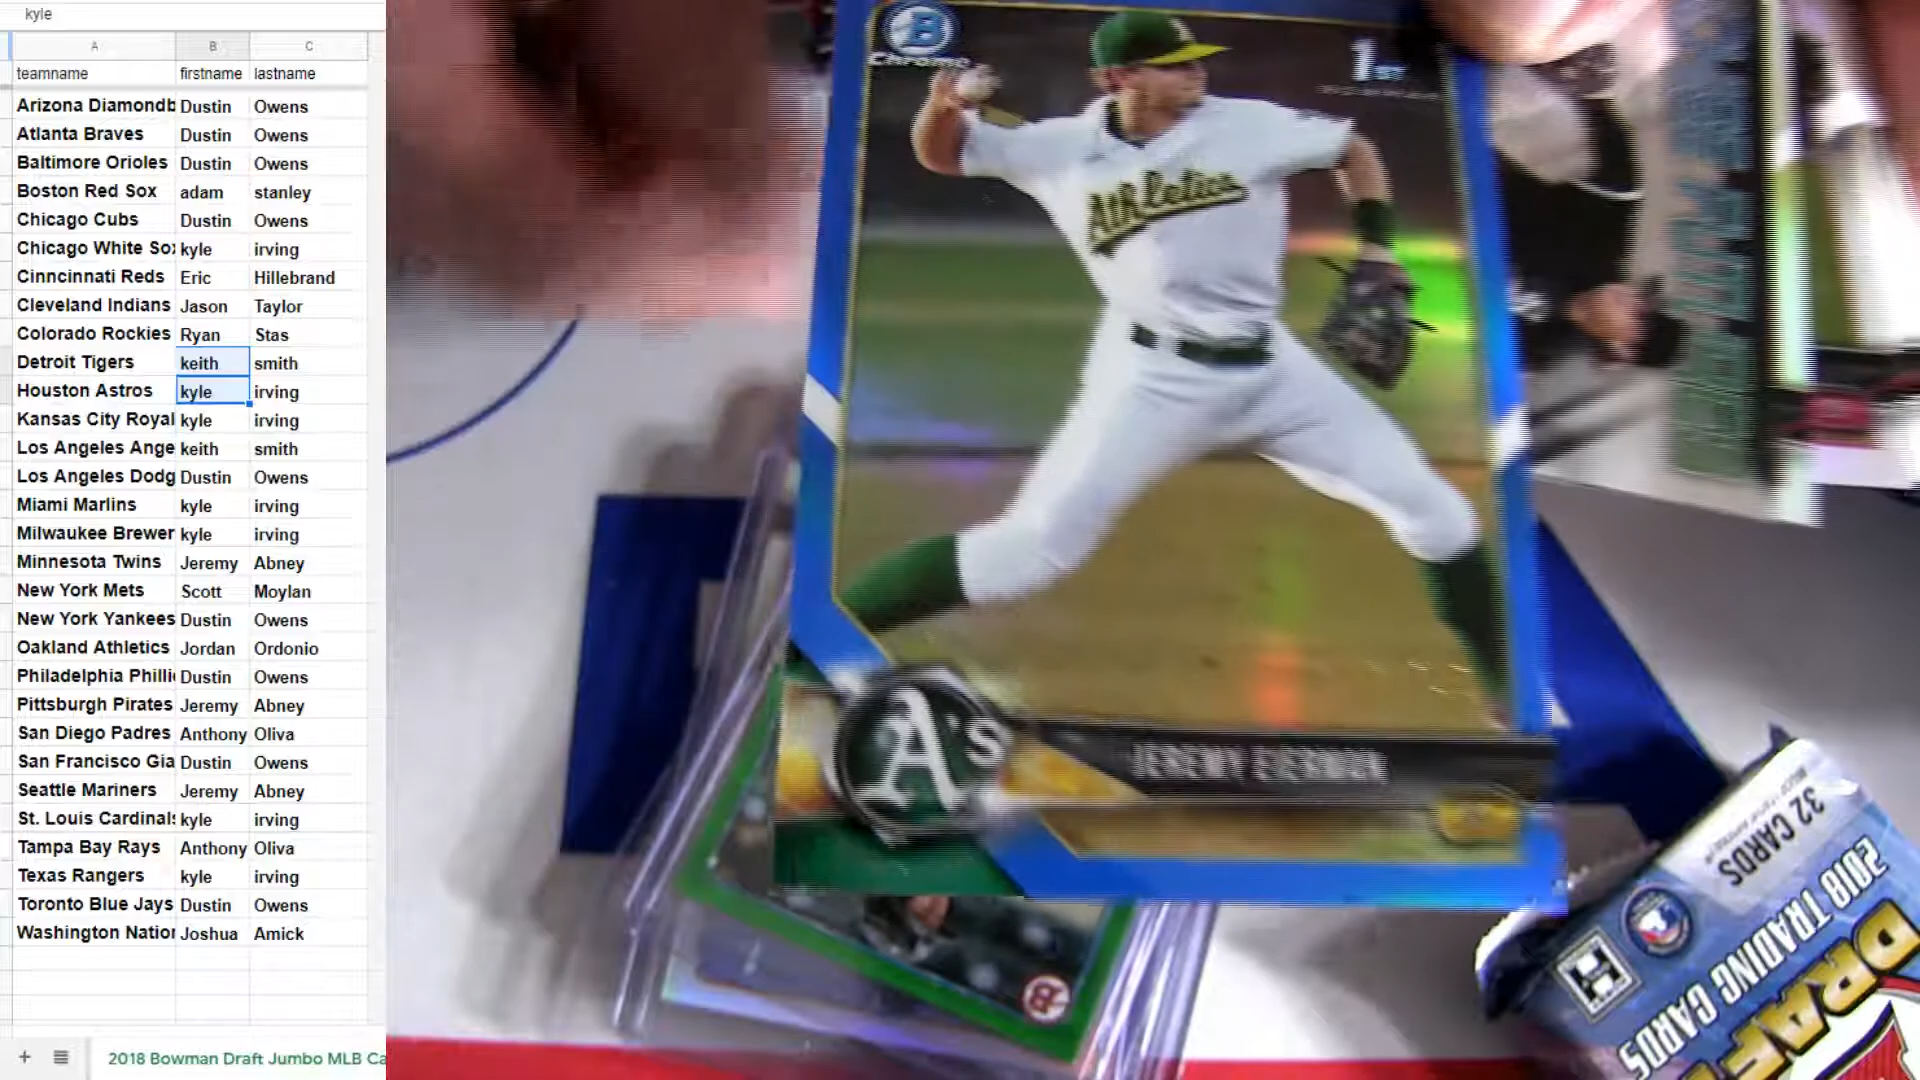 kyle
A B C
teamname firstname lastname
Arizona Diamondb Dustin Owens
Atlanta Braves Dustin Owens
Baltimore Orioles Dustin Owens
Boston Red Sox adam stanley
Chicago Cubs Dustin Owens
Chicago White Sox kyle irving
Cinncinnati Reds Eric Hillebrand
Cleveland Indians Jason Taylor
Colorado Rockies Ryan Stas
Detroit Tigers keith smith
Houston Astros kyle irving
Kansas City Royal kyle irving
Los Angeles Ange keith smith
Los Angeles Dodg Dustin Owens
Miami Marlins kyle irving
Milwaukee Brewer kyle irving
Minnesota Twins Jeremy Abney
New York Mets Scott Moylan
New York Yankees Dustin Owens
Oakland Athletics Jordan Ordonio
Philadelphia Philli Dustin Owens
Pittsburgh Pirates Jeremy Abney
San Diego Padres Anthony Oliva
San Francisco Gia Dustin Owens
Seattle Mariners Jeremy Abney
St. Louis Cardinals kyle irving
Tampa Bay Rays Anthony Oliva
Texas Rangers kyle irving
Toronto Blue Jays Dustin Owens
Washington Nation Joshua Amick
2018 Bowman Draft Jumbo MLB Ca
B
Chrome
1st
Athletics
A's
JEREMY EIERMAN
B
32 CARDS
2018 TRADING CARDS
DRAF